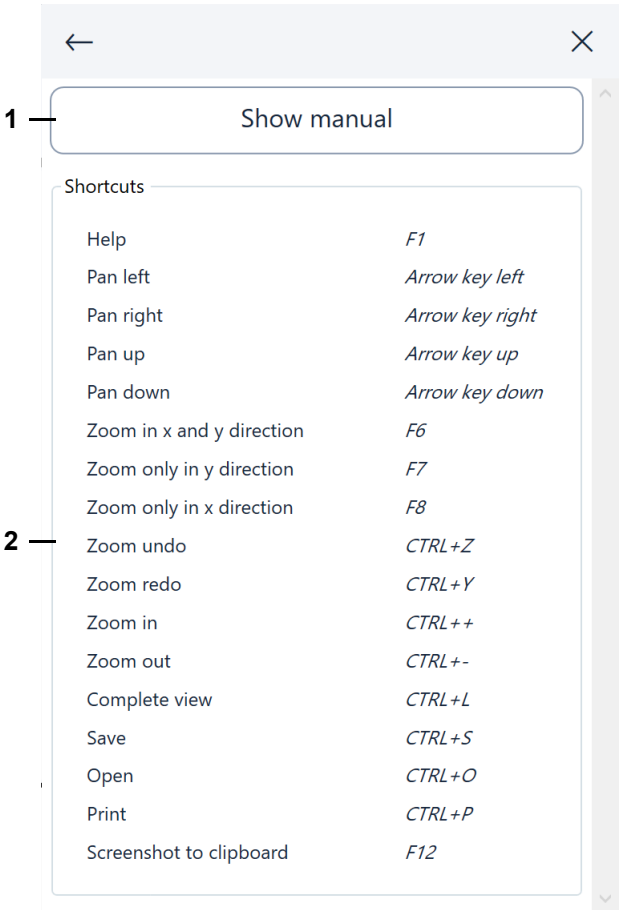 1 Show manual
Shortcuts
Help F1
Pan left Arrow key left
Pan right Arrow key right
Pan up Arrow key up
Pan down Arrow key down
Zoom in x and y direction F6
Zoom only in y direction F7
Zoom only in x direction F8
2 Zoom undo CTRL+Z
Zoom redo CTRL+Y
Zoom in CTRL++
Zoom out CTRL+-
Complete view CTRL+L
Save CTRL+S
Open CTRL+O
Print CTRL+P
Screenshot to clipboard F12